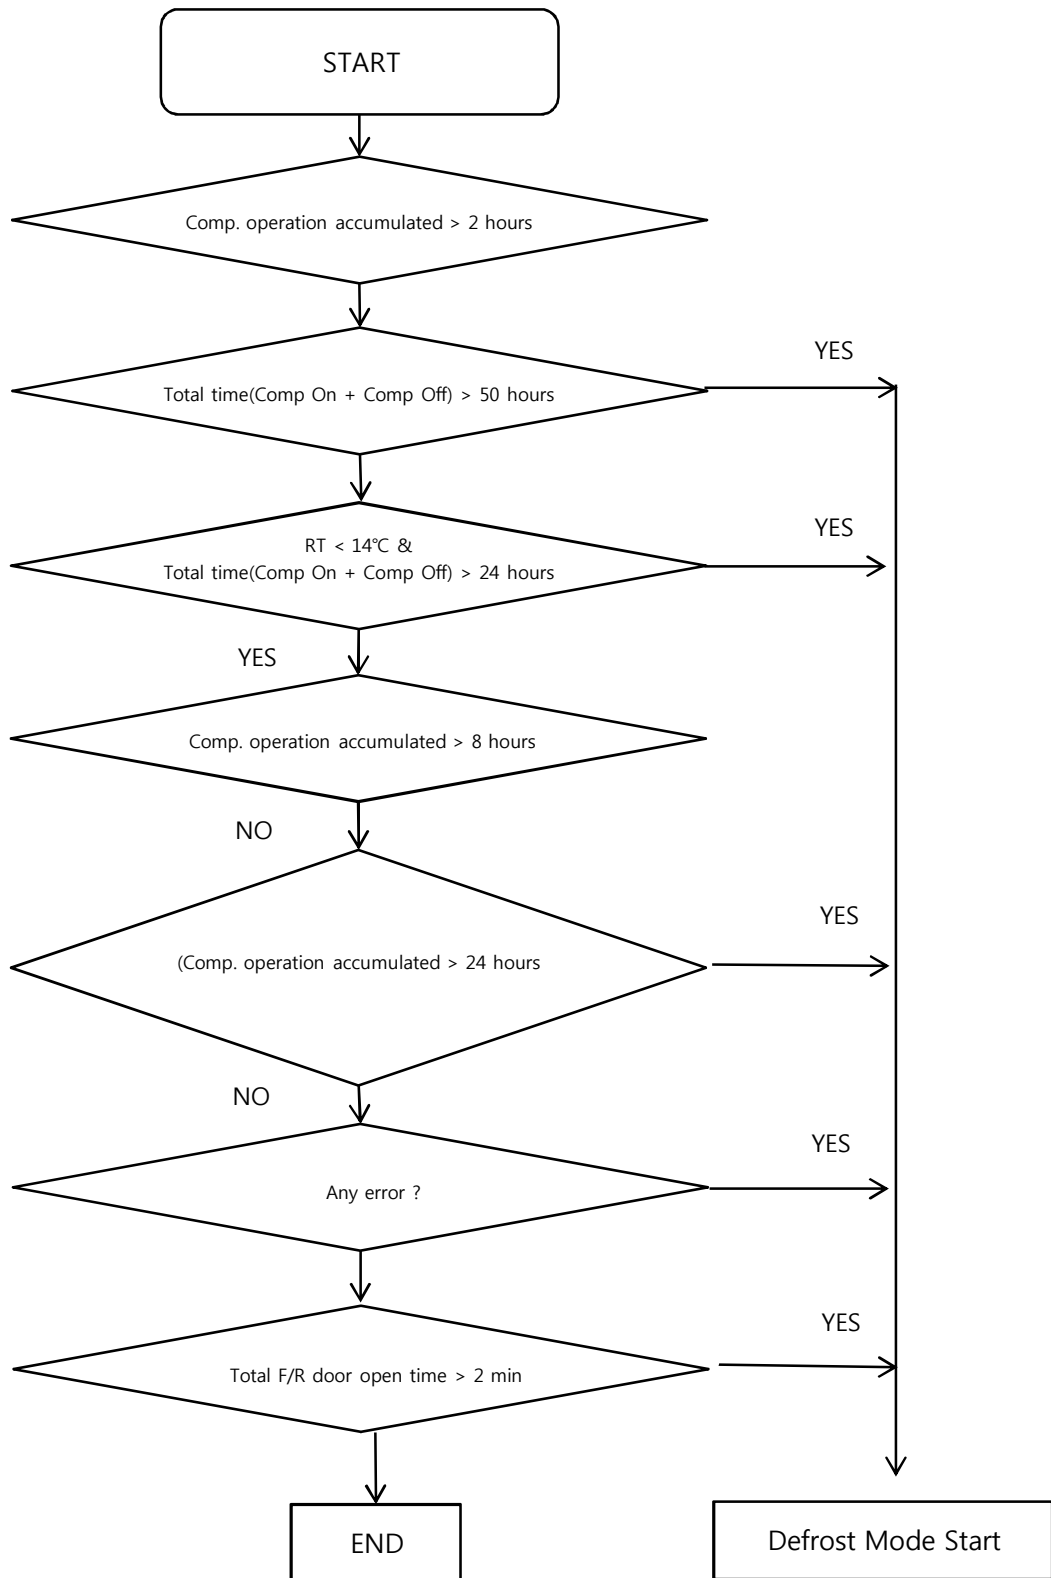 START
Comp. operation accumulated > 2 hours
YES
Total time(Comp On + Comp Off) > 50 hours
YES
RT < 14℃ &
Total time(Comp On + Comp Off) > 24 hours
YES
Comp. operation accumulated > 8 hours
NO
YES
(Comp. operation accumulated > 24 hours
NO
YES
Any error ?
YES
Total F/R door open time > 2 min
END
Defrost Mode Start